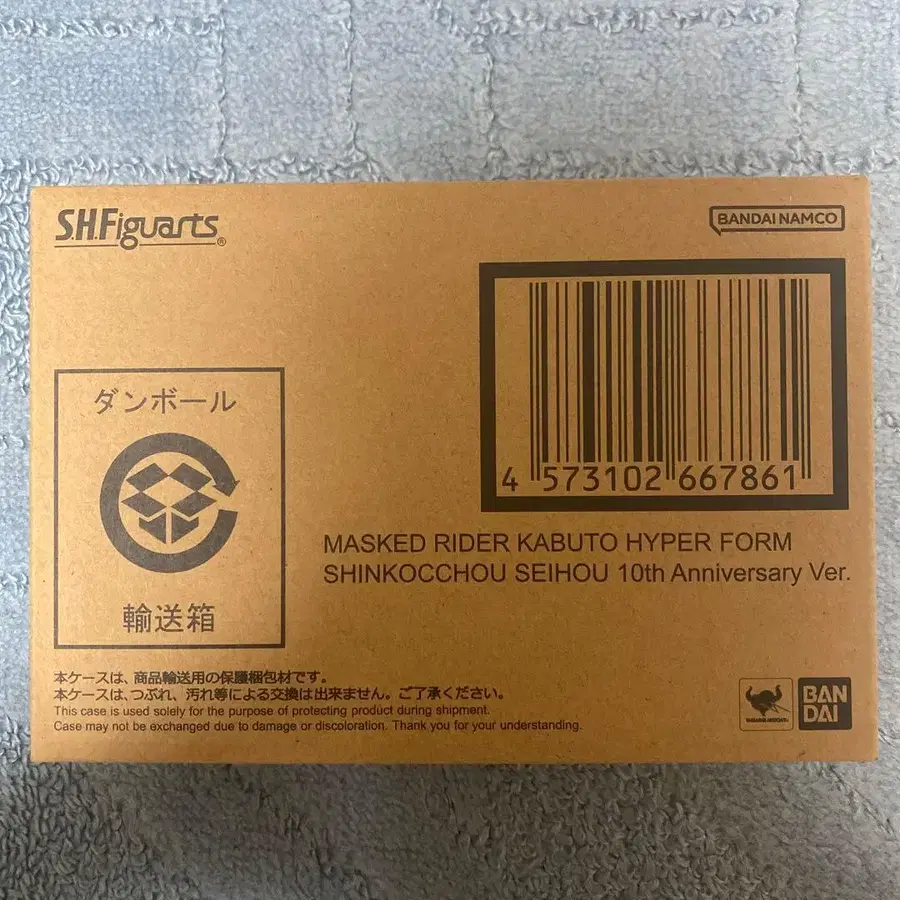 S.H.Figuarts®
BANDAI NAMCO
4 573102 667861
ダンボール
輸送箱
MASKED RIDER KABUTO HYPER FORM
SHINKOCCHOU SEIHOU 10th Anniversary Ver.
本ケースは、商品輸送用の保護梱包材です。
本ケースは、つぶれ、汚れ等による交換は出来ません。ご了承ください。
This case is used solely for the purpose of protecting product during shipment.
Case may not be exchanged due to damage or discoloration. Thank you for your understanding.
TAMASHII NATIONS
BAN
DAI